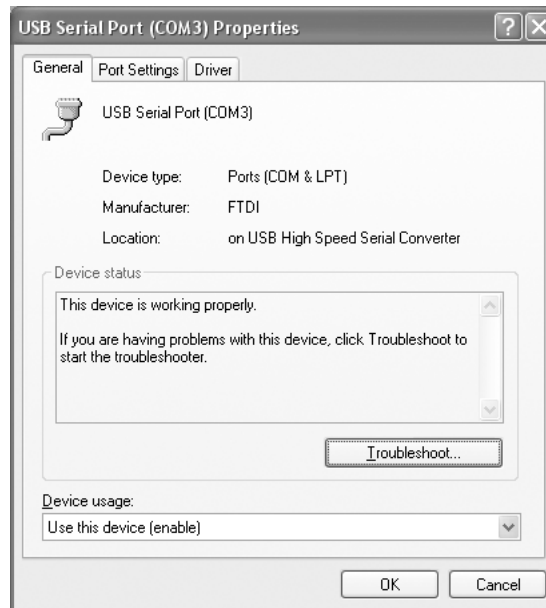 USB Serial Port (COM3) Properties
General Port Settings Driver
USB Serial Port (COM3)
Device type: Ports (COM & LPT)
Manufacturer: FTDI
Location: on USB High Speed Serial Converter
Device status
This device is working properly.
If you are having problems with this device, click Troubleshoot to
start the troubleshooter.
Troubleshoot...
Device usage:
Use this device (enable)
OK Cancel